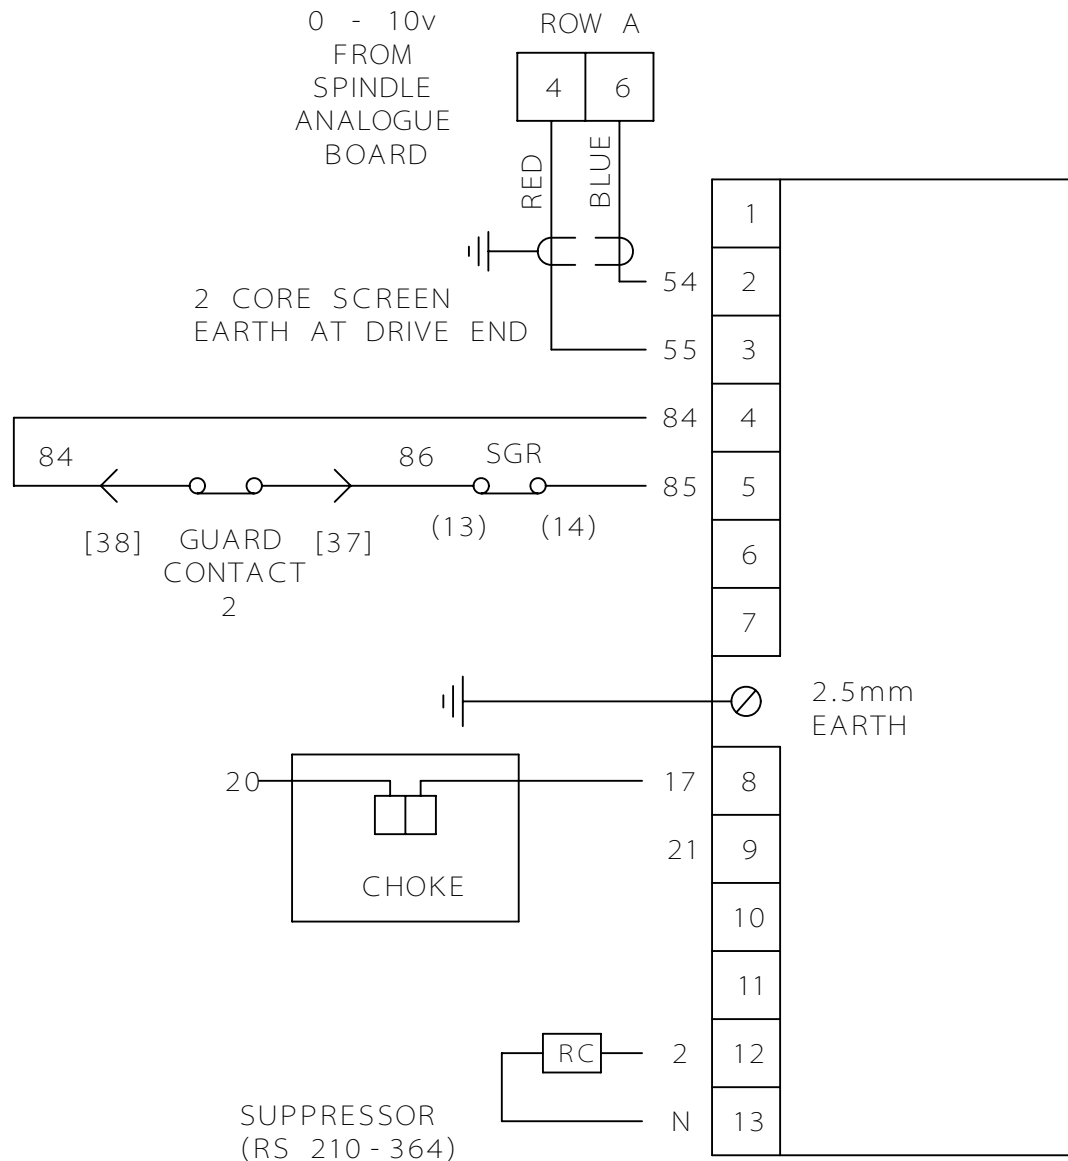 0 - 10v
FROM
SPINDLE
ANALOGUE
BOARD
ROW A
4 6
RED
BLUE
1
54 2
2 CORE SCREEN
EARTH AT DRIVE END
55 3
84 4
84 86 SGR
85 5
(13) (14)
[38] GUARD [37]
CONTACT
2
6
7
2.5mm
EARTH
20 17 8
21 9
CHOKE
10
11
RC 2 12
SUPPRESSOR
(RS 210-364)
N 13